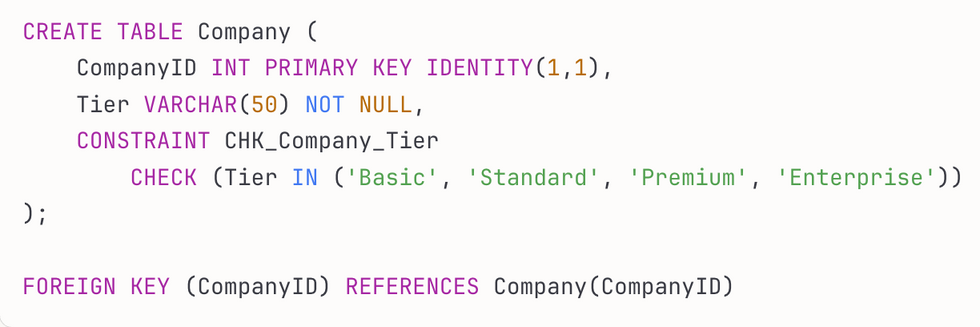 CREATE TABLE Company (
    CompanyID INT PRIMARY KEY IDENTITY(1,1),
    Tier VARCHAR(50) NOT NULL,
    CONSTRAINT CHK_Company_Tier
        CHECK (Tier IN ('Basic', 'Standard', 'Premium', 'Enterprise'))
);

FOREIGN KEY (CompanyID) REFERENCES Company(CompanyID)